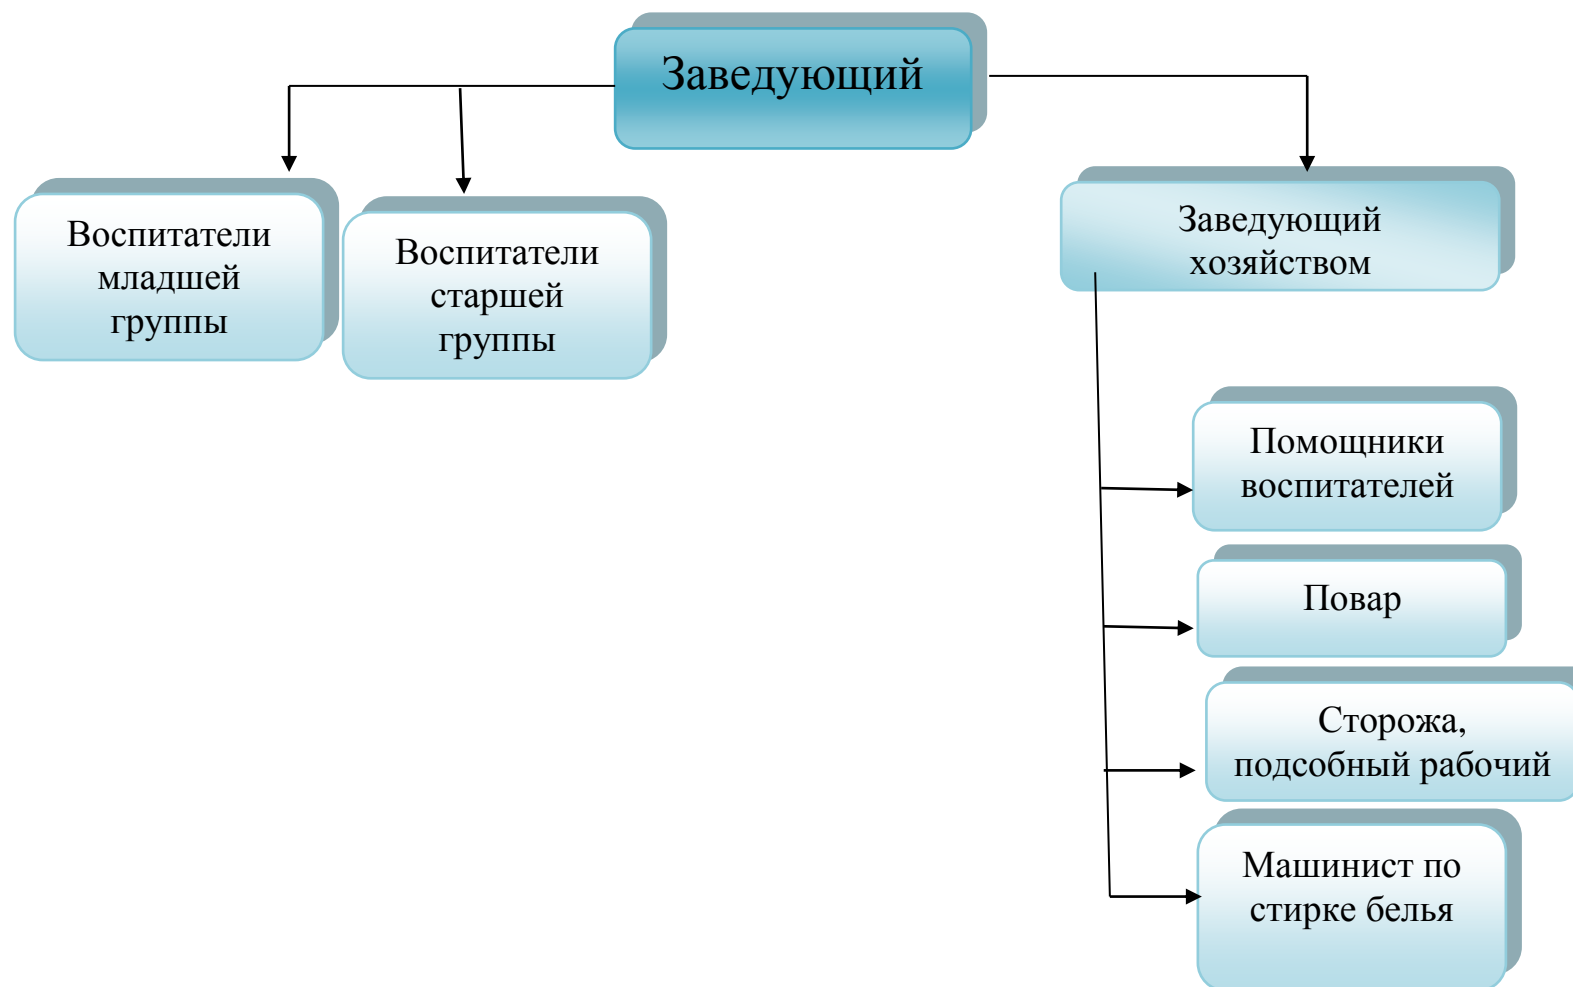 Заведующий
Воспитатели
младшей
группы
Воспитатели
старшей
группы
Заведующий
хозяйством
Помощники
воспитателей
Повар
Сторожа,
подсобный рабочий
Машинист по
стирке белья